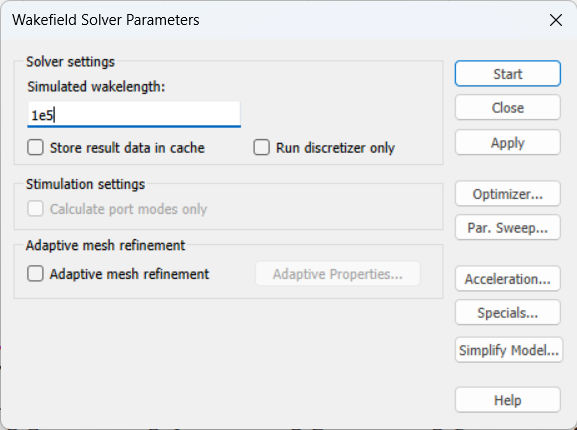 Wakefield Solver Parameters
Solver settings
Simulated wakelength:
1e5
Store result data in cache
Run discretizer only
Stimulation settings
Calculate port modes only
Adaptive mesh refinement
Adaptive mesh refinement
Adaptive Properties...
Start
Close
Apply
Optimizer...
Par. Sweep...
Acceleration...
Specials...
Simplify Model...
Help